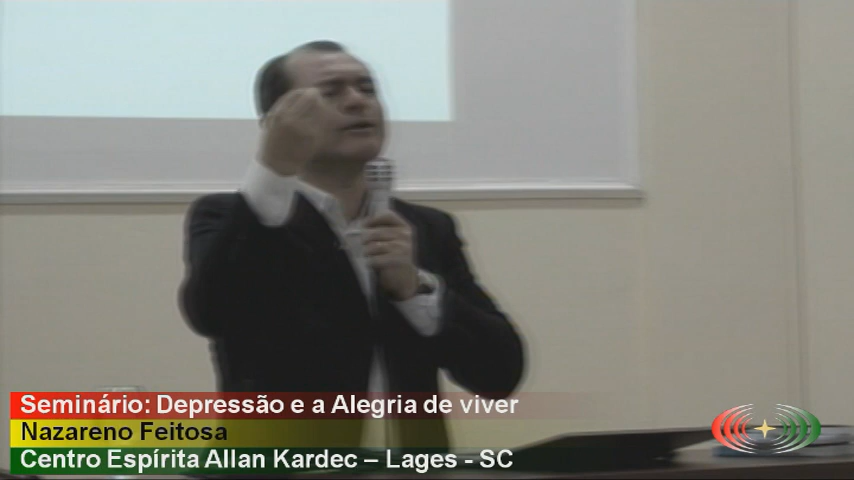 Seminário: Depressão e a Alegria de viver
Nazareno Feitosa
Centro Espírita Allan Kardec – Lages - SC